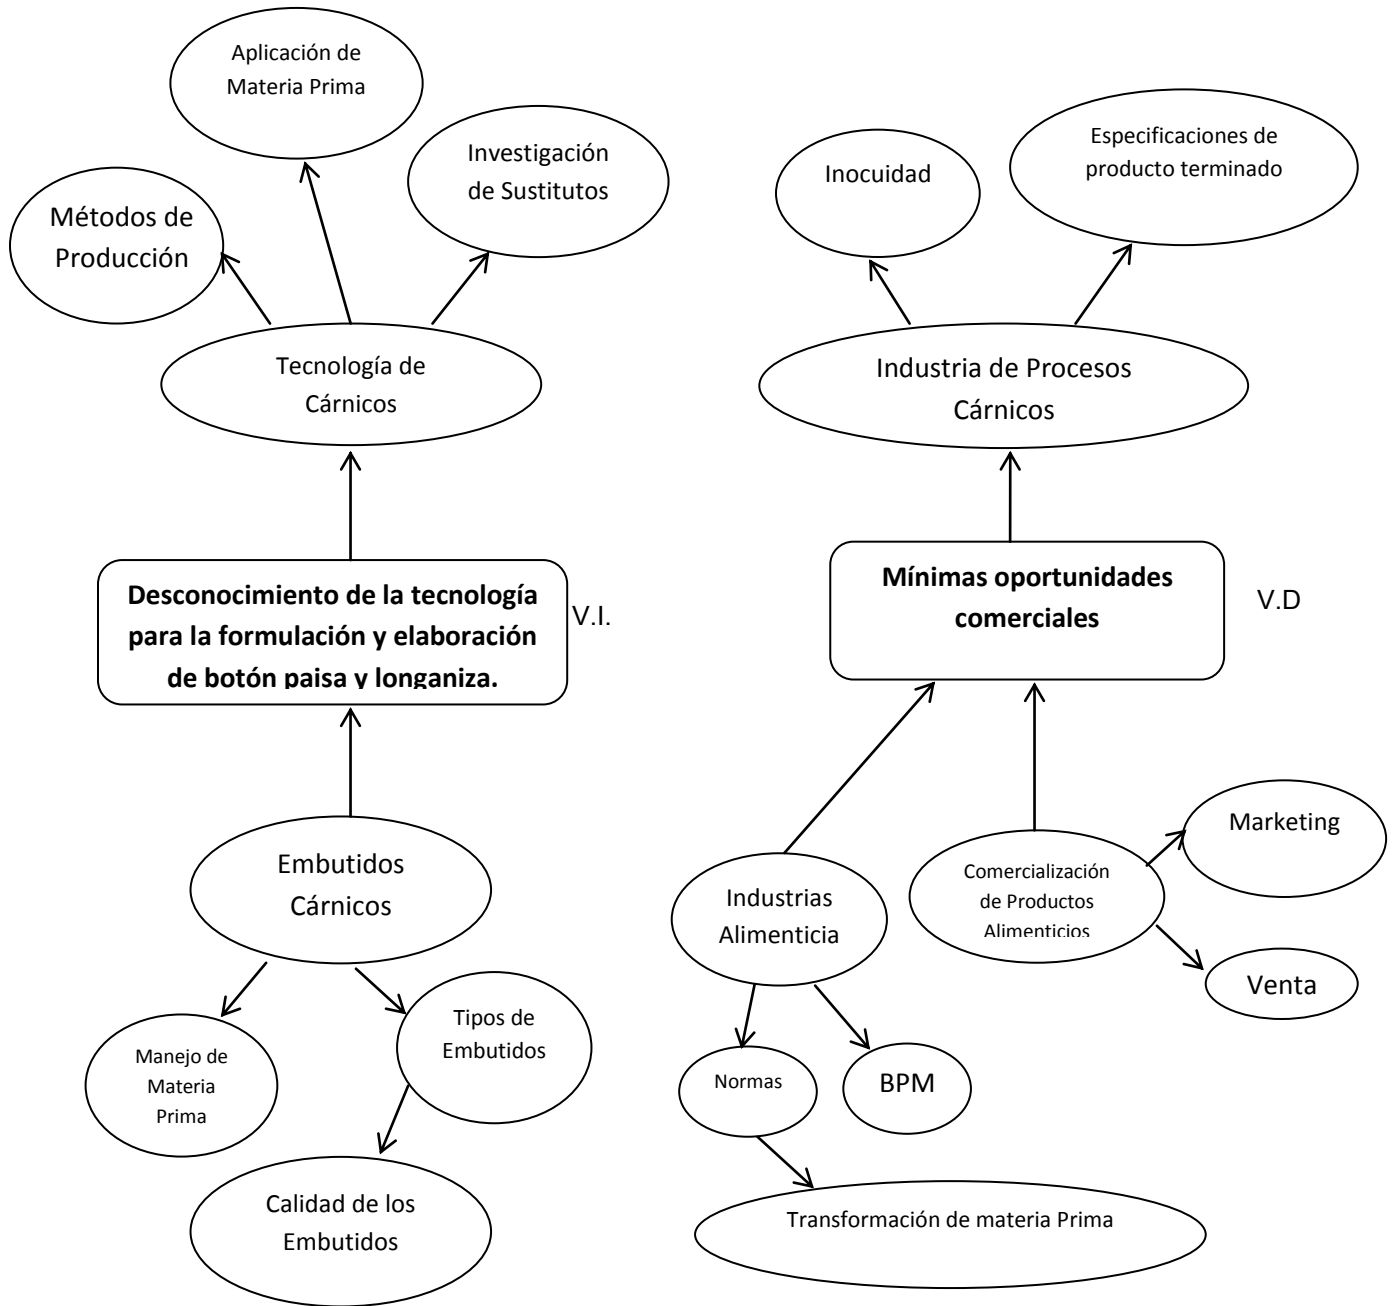 Aplicación de
Materia Prima
Investigación
de Sustitutos
Métodos de
Producción
Tecnología de
Cárnicos
Inocuidad
Especificaciones de
producto terminado
Industria de Procesos
Cárnicos
Desconocimiento de la tecnología
para la formulación y elaboración
de botón paisa y longaniza.
V.I.
Mínimas oportunidades
comerciales
V.D
Embutidos
Cárnicos
Manejo de
Materia
Prima
Tipos de
Embutidos
Calidad de los
Embutidos
Industrias
Alimenticia
Comercialización
de Productos
Alimenticios
Marketing
Venta
Normas
BPM
Transformación de materia Prima